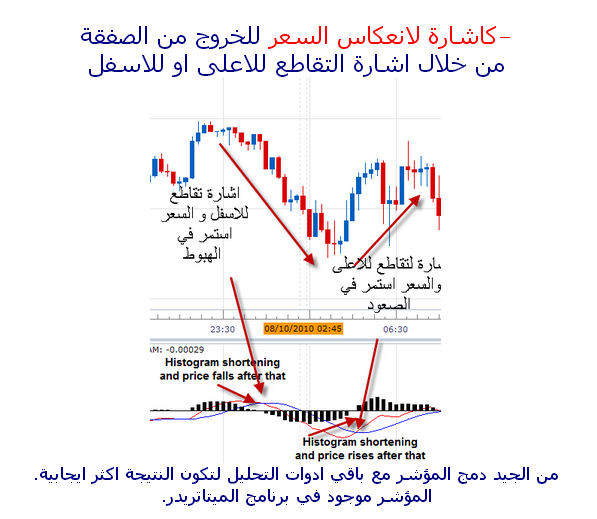 –كاشارة لانعكاس السعر للخروج من الصفقة
من خلال اشارة التقاطع للاعلى او للاسفل
اشارة تقاطع
للاسفل و السعر
استمر في
الهبوط
شارة لتقاطع للاعلى
والسعر استمر في
الصعود
23:30
08/10/2010 02:45
06:30
AM: -0.00029
Histogram shortening
and price falls after that
Histogram shortening
and price rises after that
من الجيد دمج المؤشر مع باقي ادوات التحليل لتكون النتيجة اكثر ايجابية.
المؤشر موجود في برنامج الميتاتريدر.